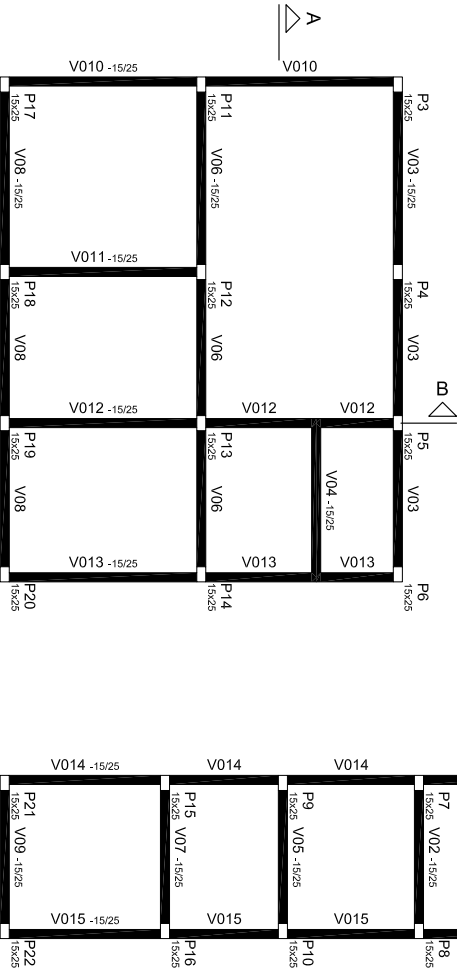 A
V010 -15/25
V010
P17
15x25
P11
15x25
P3
15x25
V08 -15/25
V06 -15/25
V03 -15/25
V011 -15/25
P18
15x25
P12
15x25
P4
15x25
V08
V06
V03
B
V012 -15/25
V012
V012
P19
15x25
P13
15x25
P5
15x25
V04 -15/25
V08
V06
V03
V013 -15/25
V013
V013
P20
15x25
P14
15x25
P6
15x25
V014 -15/25
V014
V014
P21
15x25
P15
15x25
P9
15x25
P7
15x25
V09 -15/25
V07 -15/25
V05 -15/25
V02 -15/25
V015 -15/25
V015
V015
P22
15x25
P16
15x25
P10
15x25
P8
15x25